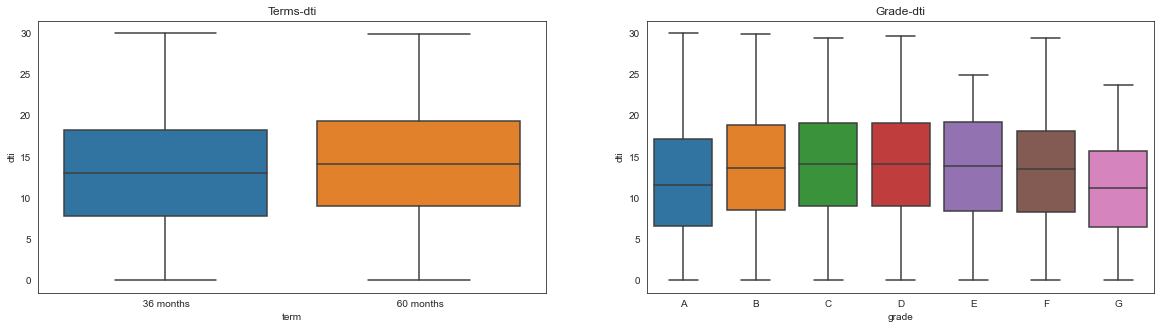 Terms-dti
30
25
20
15
10
5
0
dti
36 months
60 months
term
Grade-dti
30
25
20
15
10
5
0
dti
A
B
C
D
E
F
G
grade